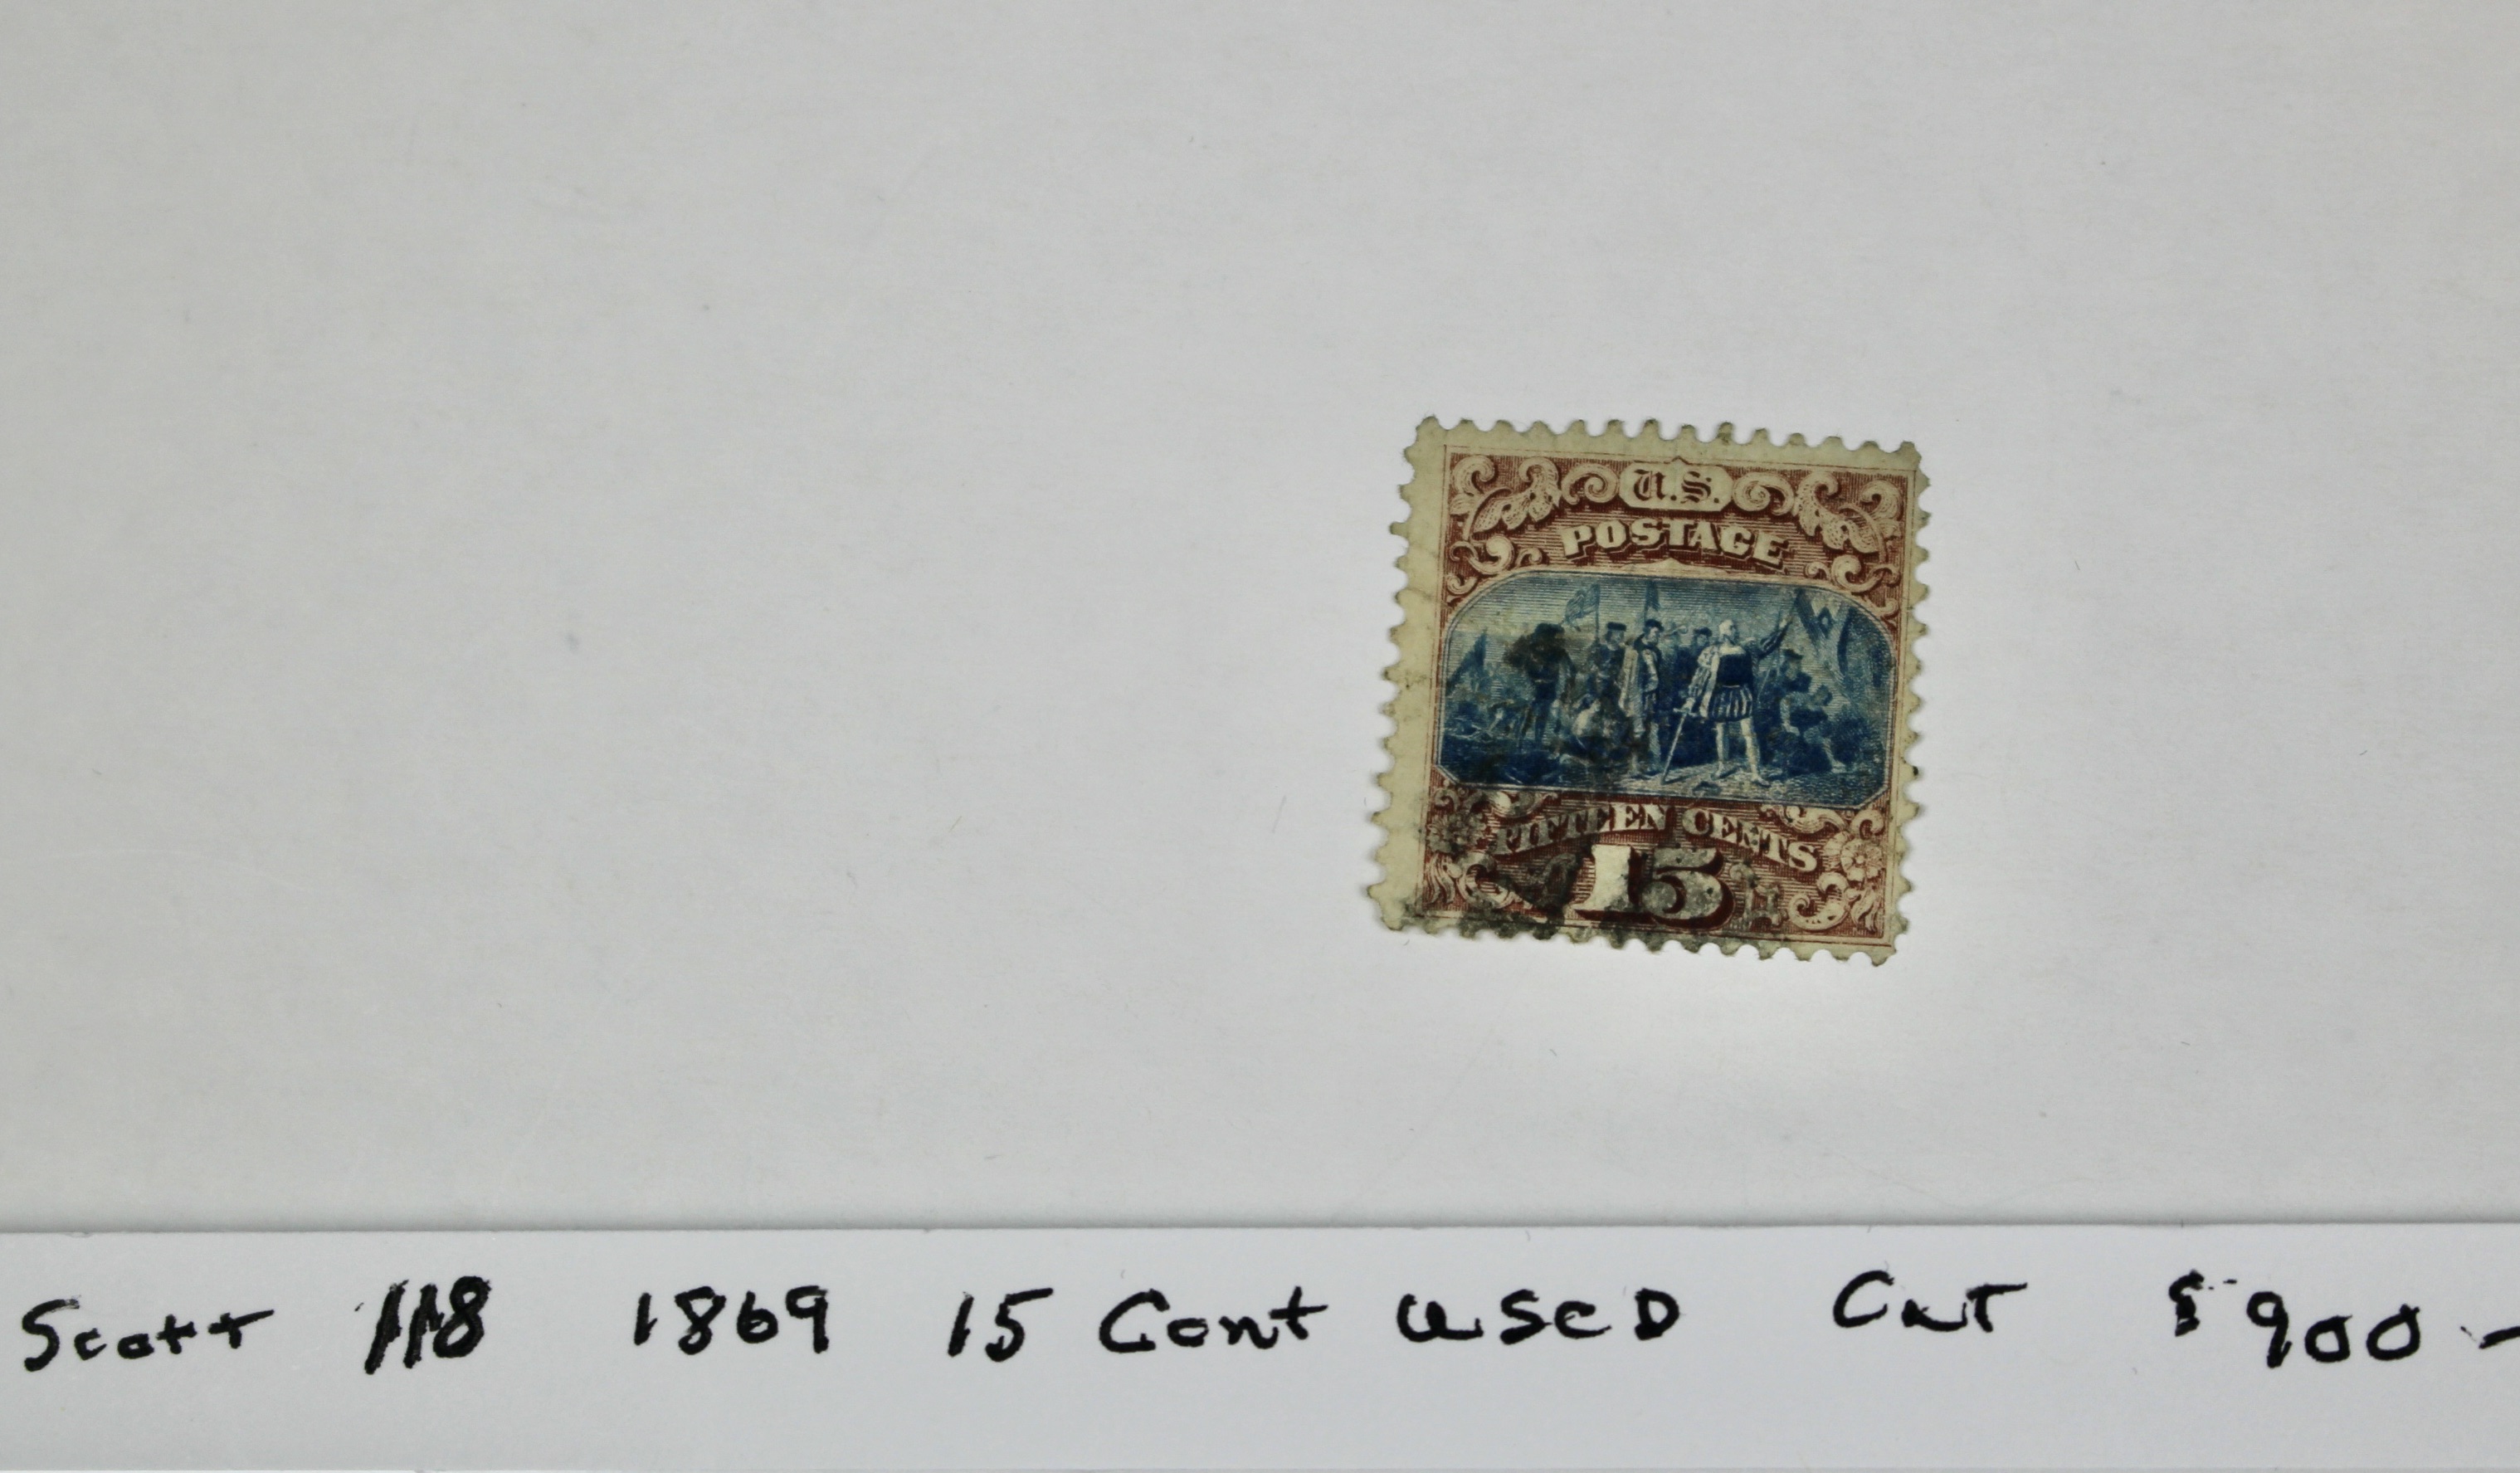 U.S.
POSTAGE
FIFTEEN CENTS
15
Scott 118 1869 15 Cent USED CAT $900-